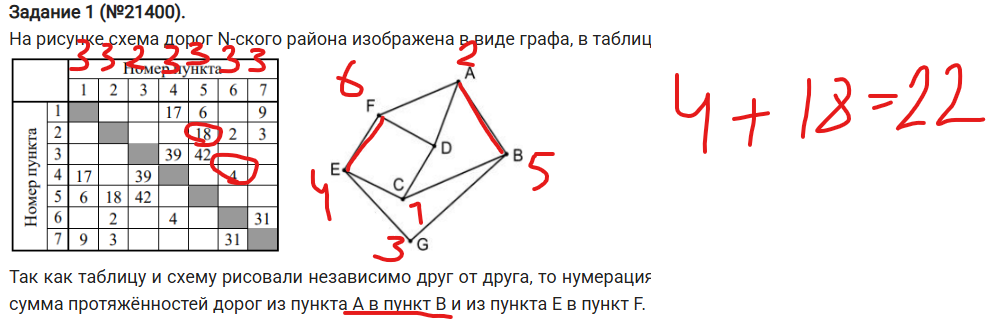 Задание 1 (№21400).
На рисунке схема дорог N-ского района изображена в виде графа, в таблиц
3 3 2 3 3 3 3
Номер пункта
1 2 3 4 5 6 7
Номер пункта
1 17 6 9
2 18 2 3
3 39 42
4 17 39 4
5 6 18 42
6 2 4 31
7 9 3 31
2
A
6
F
D
B
5
E
4
C
1
3
G
4 + 18 = 22
Так как таблицу и схему рисовали независимо друг от друга, то нумерация
сумма протяжённостей дорог из пункта A в пункт B и из пункта E в пункт F.